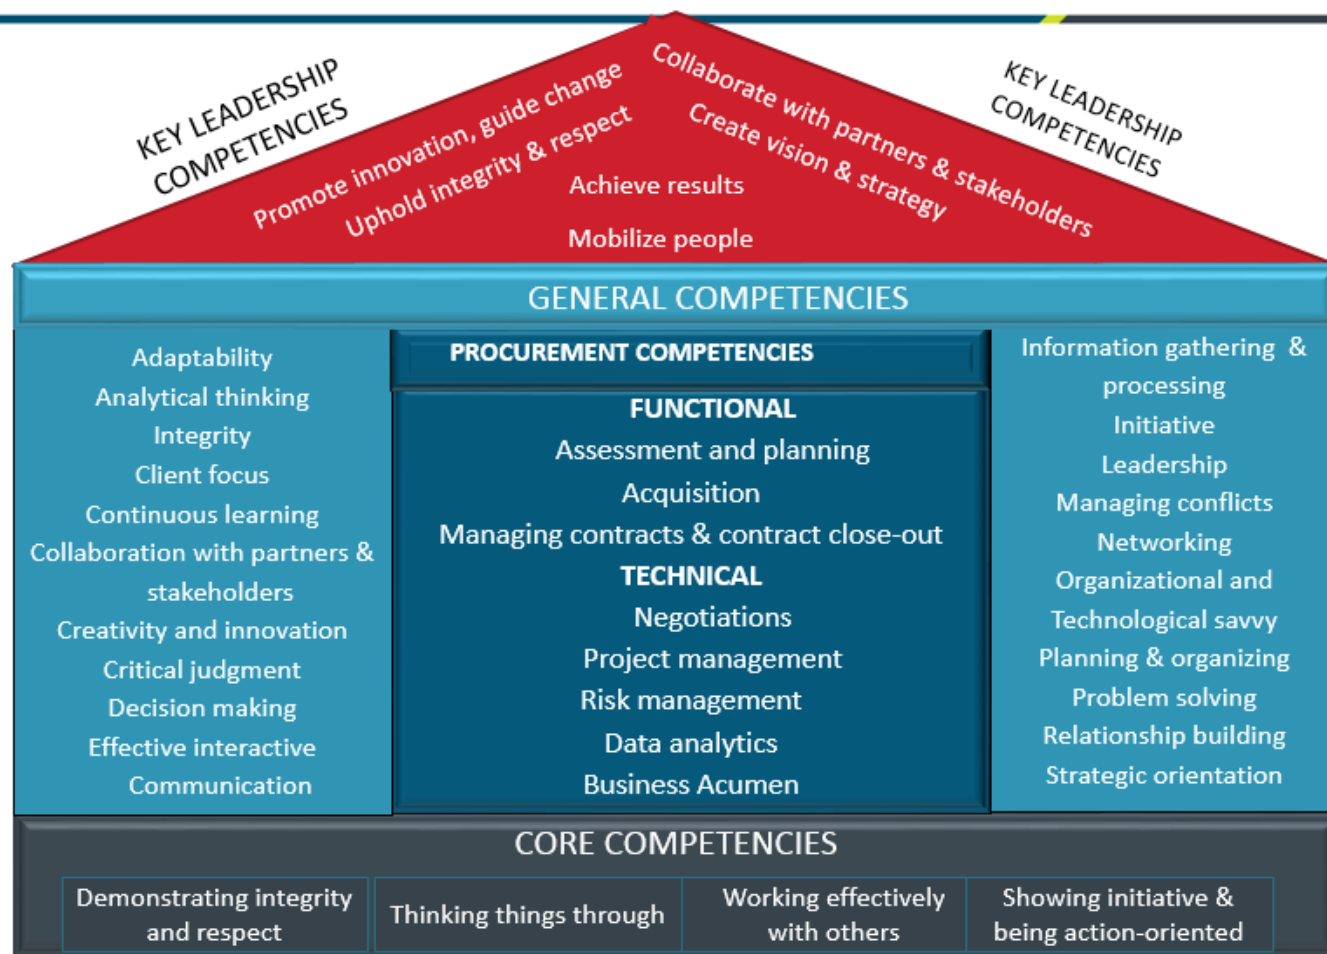 KEY LEADERSHIP
COMPETENCIES
Promote innovation, guide change
Uphold integrity & respect
Achieve results
Mobilize people
Collaborate with partners & stakeholders
Create vision & strategy
KEY LEADERSHIP
COMPETENCIES
GENERAL COMPETENCIES
Adaptability
Analytical thinking
Integrity
Client focus
Continuous learning
Collaboration with partners &
stakeholders
Creativity and innovation
Critical judgment
Decision making
Effective interactive
Communication
PROCUREMENT COMPETENCIES
FUNCTIONAL
Assessment and planning
Acquisition
Managing contracts & contract close-out
TECHNICAL
Negotiations
Project management
Risk management
Data analytics
Business Acumen
Information gathering &
processing
Initiative
Leadership
Managing conflicts
Networking
Organizational and
Technological savvy
Planning & organizing
Problem solving
Relationship building
Strategic orientation
CORE COMPETENCIES
Demonstrating integrity
and respect
Thinking things through
Working effectively
with others
Showing initiative &
being action-oriented